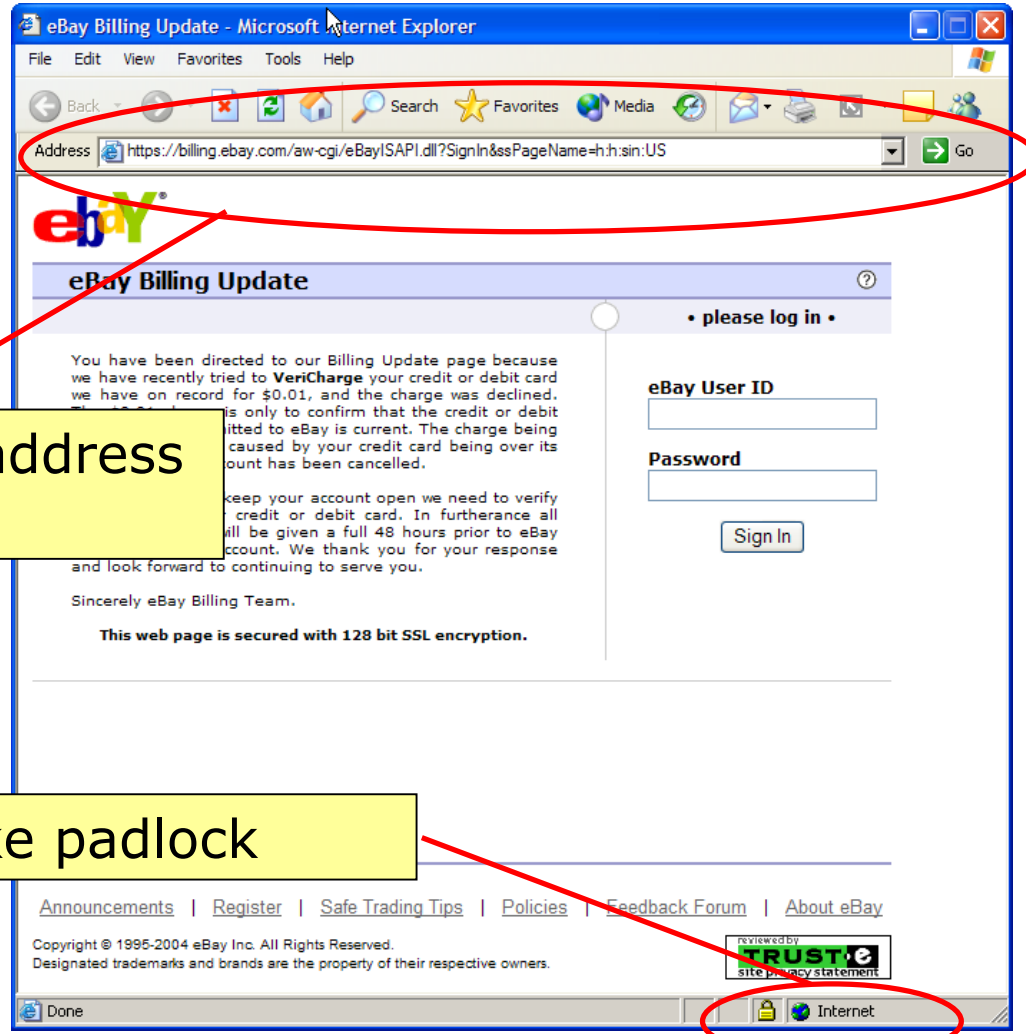 eBay Billing Update - Microsoft Internet Explorer
File Edit View Favorites Tools Help
Back Search Favorites Media
Address https://billing.ebay.com/aw-cgi/eBayISAPI.dll?SignIn&ssPageName=h:h:sin:US Go
ebaY®
eBay Billing Update ?
• please log in •
You have been directed to our Billing Update page because
we have recently tried to VeriCharge your credit or debit card
we have on record for $0.01, and the charge was declined.
is only to confirm that the credit or debit
to eBay is current. The charge being
caused by your credit card being over its
has been cancelled.
keep your account open we need to verify
credit or debit card. In furtherance all
be given a full 48 hours prior to eBay
We thank you for your response
and look forward to continuing to serve you.
Sincerely eBay Billing Team.
This web page is secured with 128 bit SSL encryption.
eBay User ID
Password
Sign In
address
padlock
Announcements | Register | Safe Trading Tips | Policies | Feedback Forum | About eBay
Copyright © 1995-2004 eBay Inc. All Rights Reserved.
Designated trademarks and brands are the property of their respective owners.
reviewed by
TRUST·e
site privacy statement
Done Internet